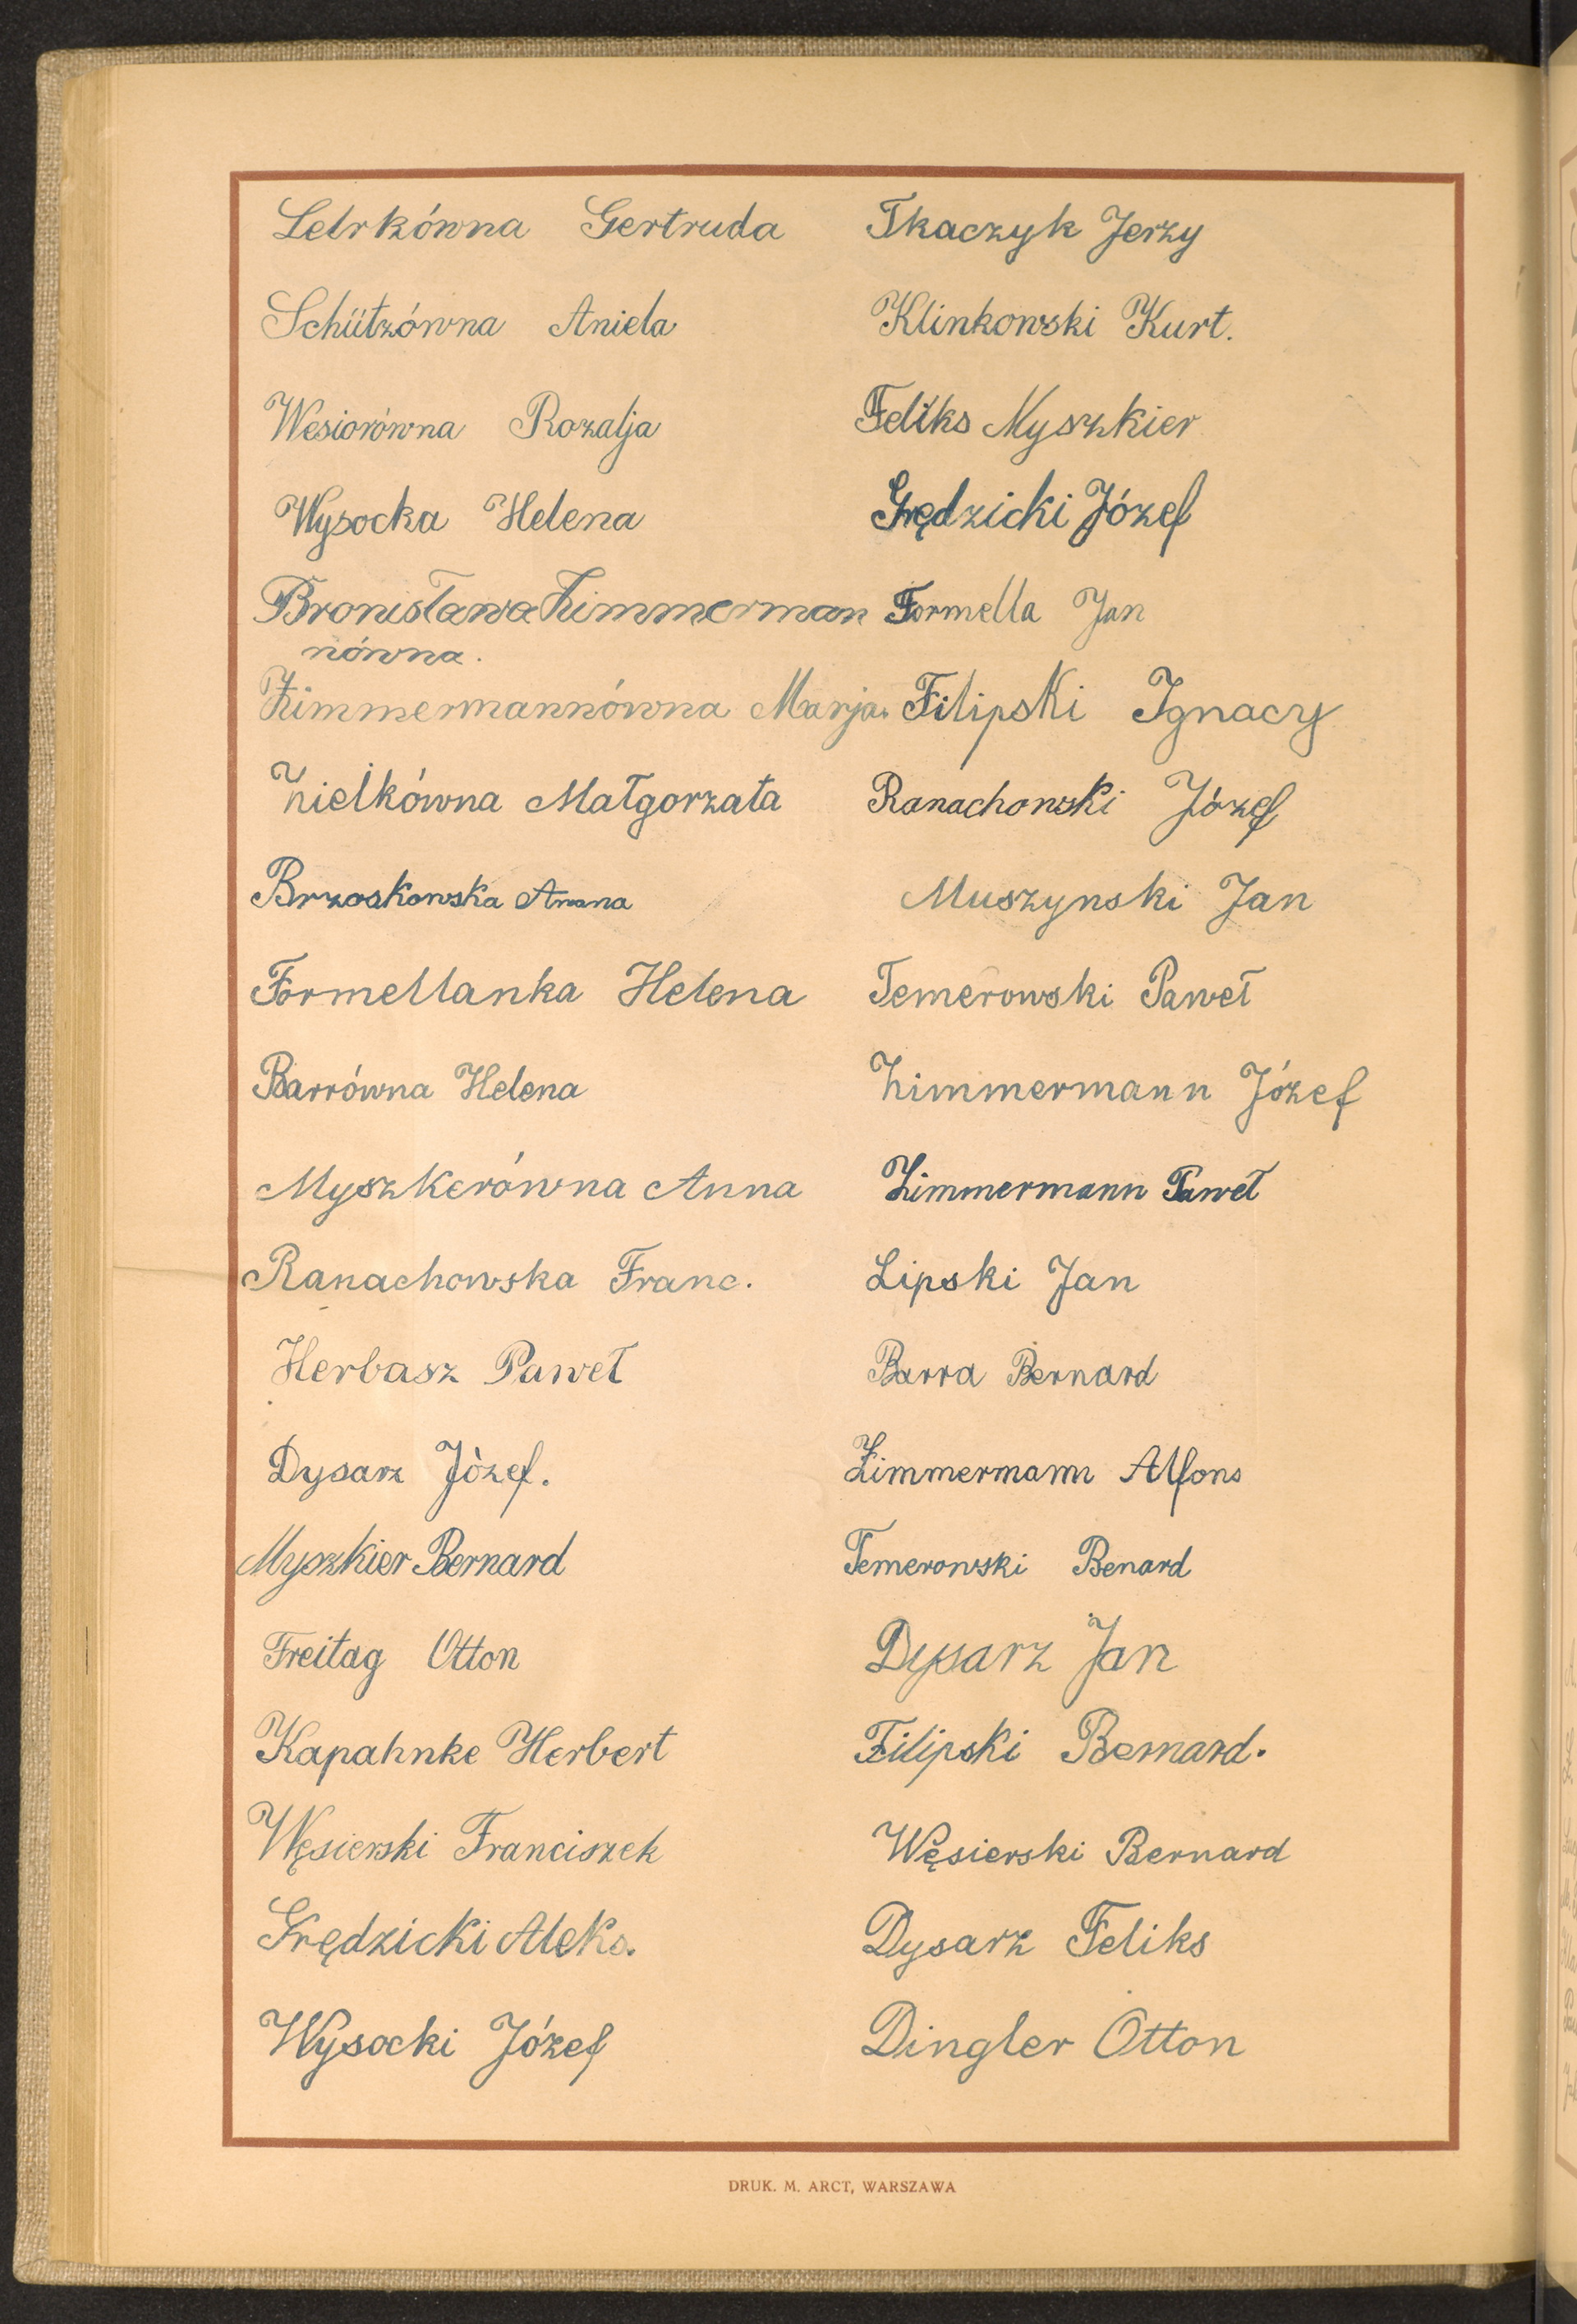 Letrkówna Gertruda
Schützówna Aniela
Wesiorówna Rozalja
Wysocka Helena
Bronisława Zimmerman
nówna.
Zimmermannówna Marja.
Zielkówna Małgorzata
Brzoskowska Anna
Formellanka Helena
Barrówna Helena
Myszkerówna Anna
Ranachowska Franc.
Herbasz Paweł
Dysarz Józef.
Myszkier Bernard
Freitag Otton
Kapahnke Herbert
Węsierski Franciszek
Grędzicki Aleks.
Wysocki Józef
Tkaczyk Jerzy
Klinkowski Kurt.
Feliks Myszkier
Grędzicki Józef
Formella Jan
Filipski Ignacy
Ranachowski Józef
Muszynski Jan
Temerowski Paweł
Zimmermann Józef
Zimmermann Paweł
Lipski Jan
Barra Bernard
Zimmermann Alfons
Temerowski Benard
Dysarz Jan
Filipski Bernard.
Węsierski Bernard
Dysarz Feliks
Dingler Otton
DRUK. M. ARCT, WARSZAWA